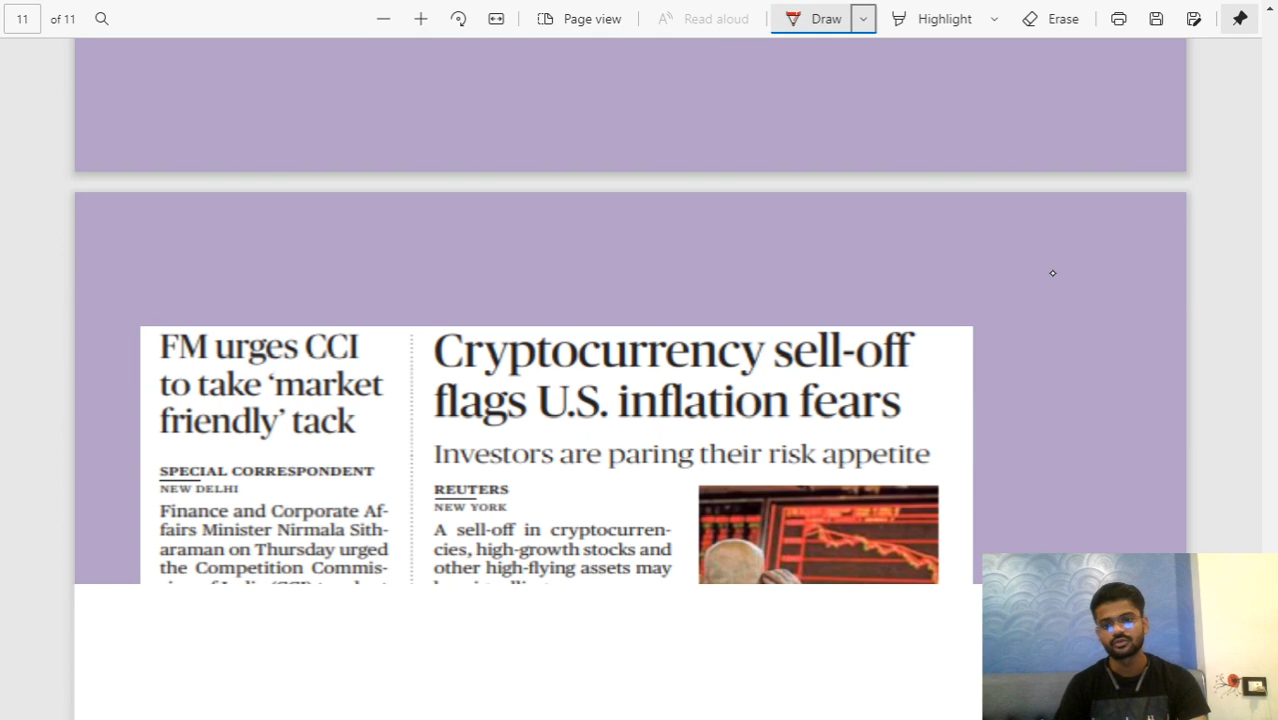 11 of 11
Page view
Read aloud
Draw
Highlight
Erase
FM urges CCI
to take ‘market
friendly’ tack
SPECIAL CORRESPONDENT
NEW DELHI
Finance and Corporate Af-
fairs Minister Nirmala Sith-
araman on Thursday urged
the Competition Commis-
Cryptocurrency sell-off
flags U.S. inflation fears
Investors are paring their risk appetite
REUTERS
NEW YORK
A sell-off in cryptocurren-
cies, high-growth stocks and
other high-flying assets may